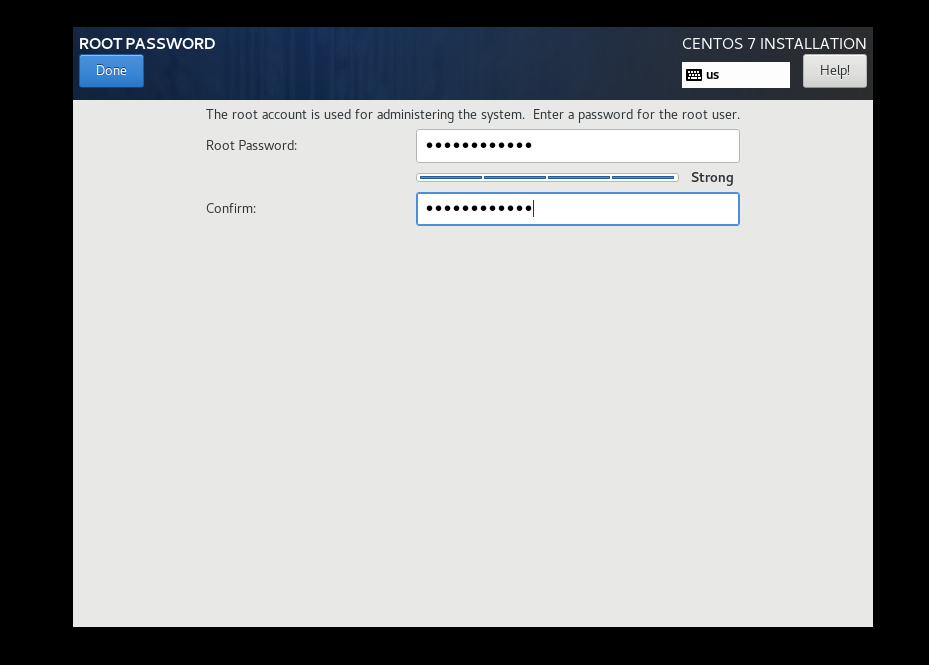 ROOT PASSWORD
CENTOS 7 INSTALLATION
Done
us
Help!
The root account is used for administering the system.  Enter a password for the root user.
Root Password:
●●●●●●●●●●●●
Strong
Confirm:
●●●●●●●●●●●●